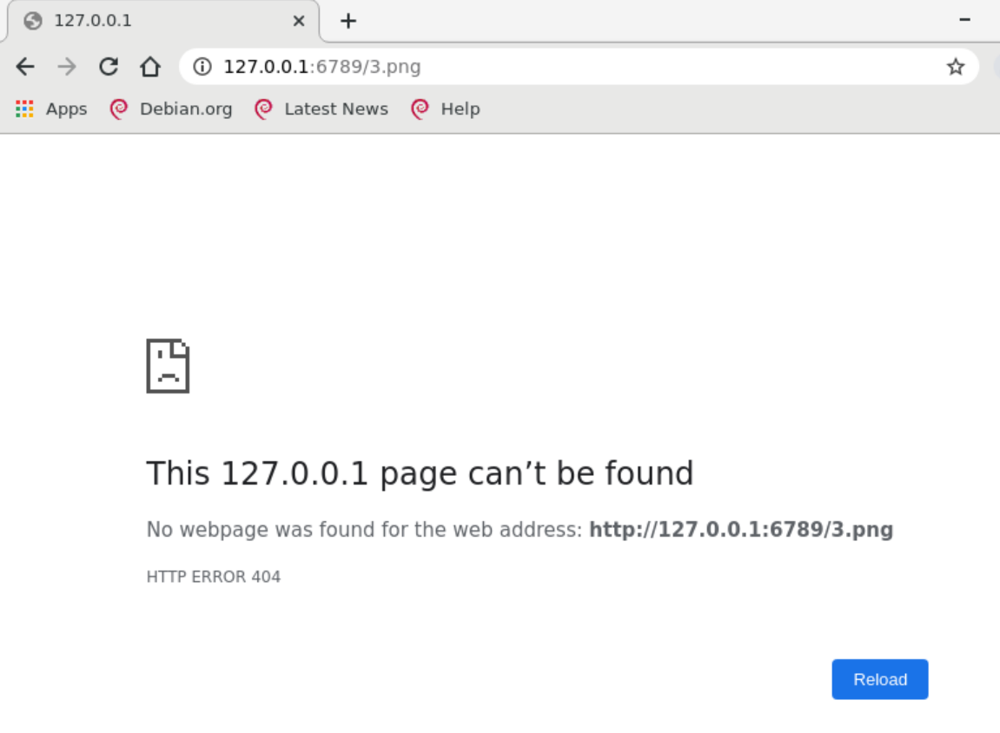 127.0.0.1
127.0.0.1:6789/3.png
Apps Debian.org Latest News Help
This 127.0.0.1 page can’t be found
No webpage was found for the web address: http://127.0.0.1:6789/3.png
HTTP ERROR 404
Reload